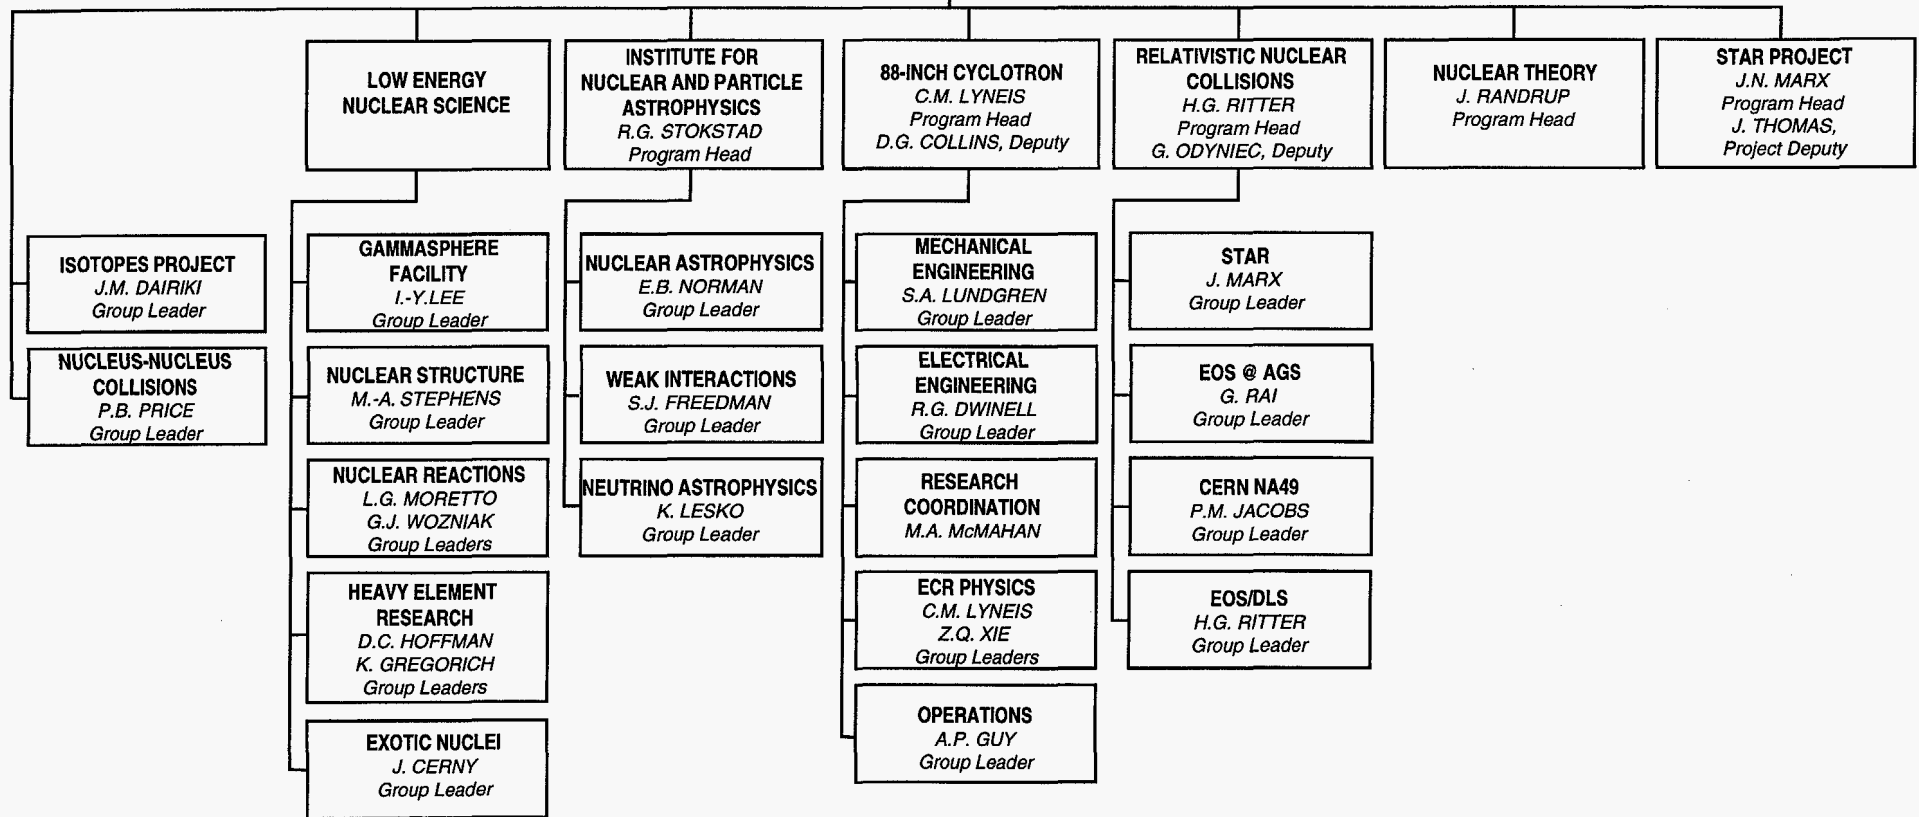 LOW ENERGY
NUCLEAR SCIENCE
INSTITUTE FOR
NUCLEAR AND PARTICLE
ASTROPHYSICS
R.G. STOKSTAD
Program Head
88-INCH CYCLOTRON
C.M. LYNEIS
Program Head
D.G. COLLINS, Deputy
RELATIVISTIC NUCLEAR
COLLISIONS
H.G. RITTER
Program Head
G. ODYNIEC, Deputy
NUCLEAR THEORY
J. RANDRUP
Program Head
STAR PROJECT
J.N. MARX
Program Head
J. THOMAS,
Project Deputy
ISOTOPES PROJECT
J.M. DAIRIKI
Group Leader
NUCLEUS-NUCLEUS
COLLISIONS
P.B. PRICE
Group Leader
GAMMASPHERE
FACILITY
I.-Y.LEE
Group Leader
NUCLEAR STRUCTURE
M.-A. STEPHENS
Group Leader
NUCLEAR REACTIONS
L.G. MORETTO
G.J. WOZNIAK
Group Leaders
HEAVY ELEMENT
RESEARCH
D.C. HOFFMAN
K. GREGORICH
Group Leaders
EXOTIC NUCLEI
J. CERNY
Group Leader
NUCLEAR ASTROPHYSICS
E.B. NORMAN
Group Leader
WEAK INTERACTIONS
S.J. FREEDMAN
Group Leader
NEUTRINO ASTROPHYSICS
K. LESKO
Group Leader
MECHANICAL
ENGINEERING
S.A. LUNDGREN
Group Leader
ELECTRICAL
ENGINEERING
R.G. DWINELL
Group Leader
RESEARCH
COORDINATION
M.A. McMAHAN
ECR PHYSICS
C.M. LYNEIS
Z.Q. XIE
Group Leaders
OPERATIONS
A.P. GUY
Group Leader
STAR
J. MARX
Group Leader
EOS @ AGS
G. RAI
Group Leader
CERN NA49
P.M. JACOBS
Group Leader
EOS/DLS
H.G. RITTER
Group Leader